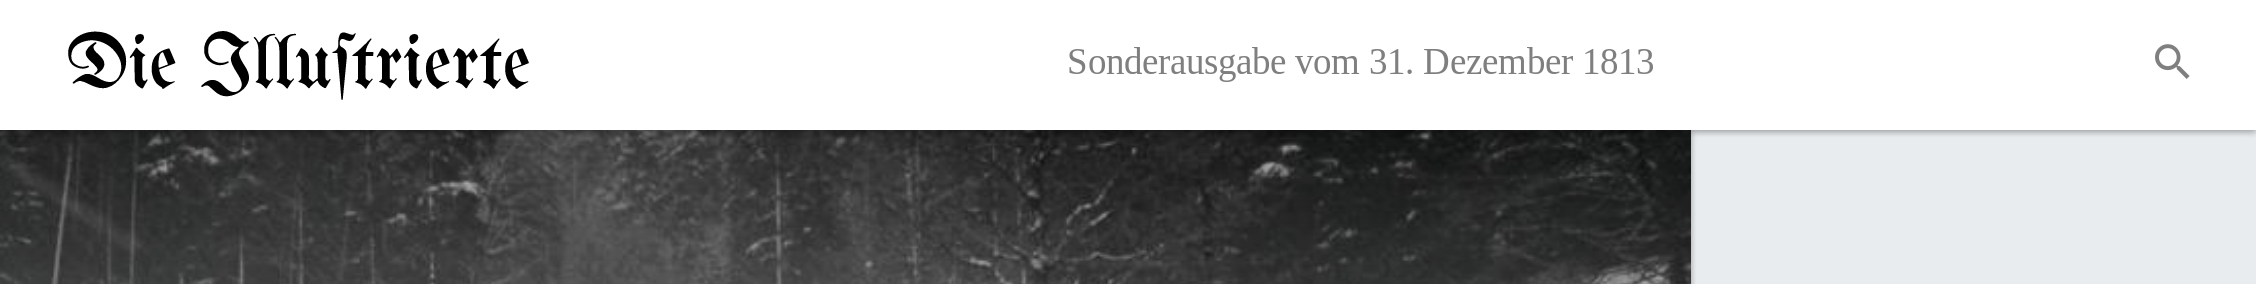 Die Illuſtrierte
Sonderausgabe vom 31. Dezember 1813